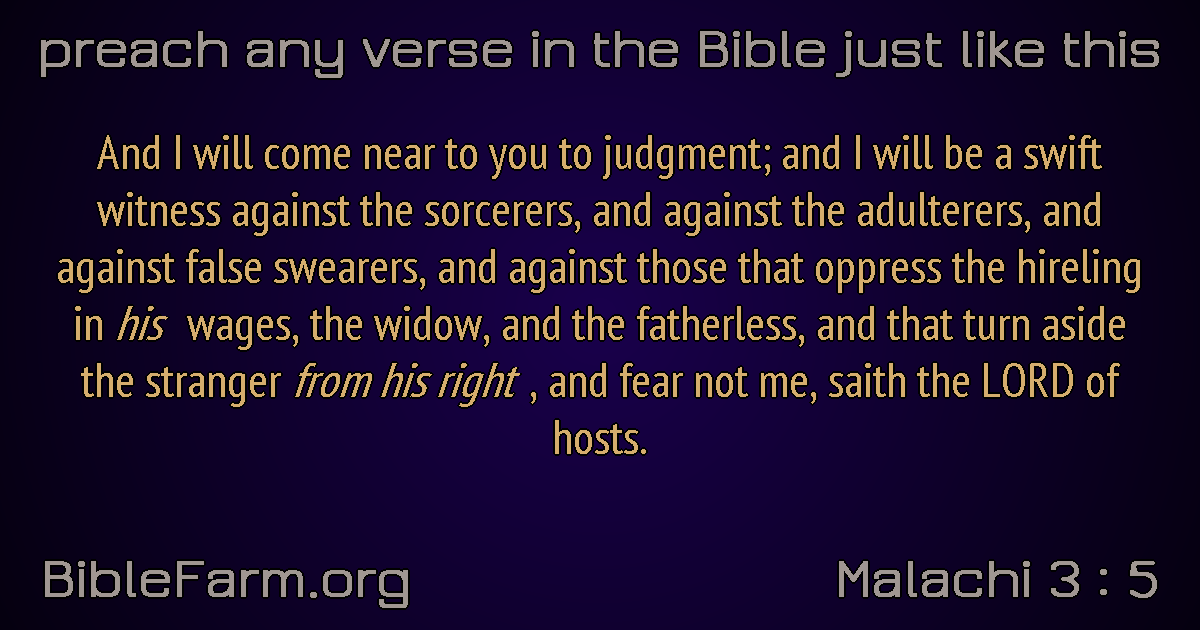 preach any verse in the Bible just like this
And I will come near to you to judgment; and I will be a swift
witness against the sorcerers, and against the adulterers, and
against false swearers, and against those that oppress the hireling
in his wages, the widow, and the fatherless, and that turn aside
the stranger from his right , and fear not me, saith the LORD of
hosts.
BibleFarm.org
Malachi 3 : 5